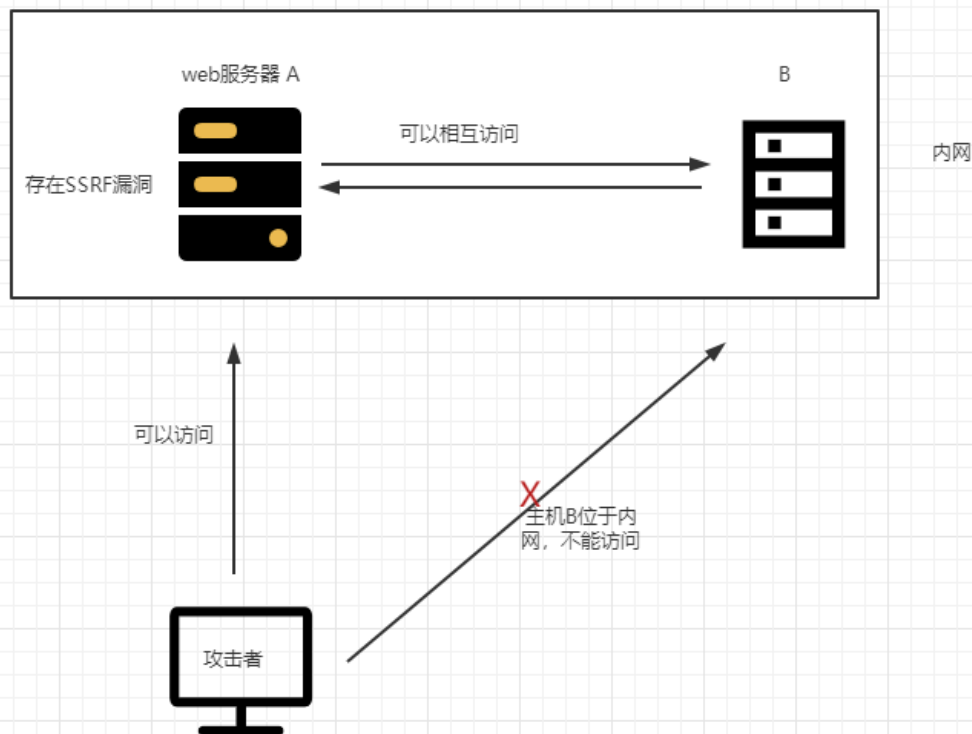 web服务器 A
B
可以相互访问
内网
存在SSRF漏洞
可以访问
X
主机B位于内
网，不能访问
攻击者